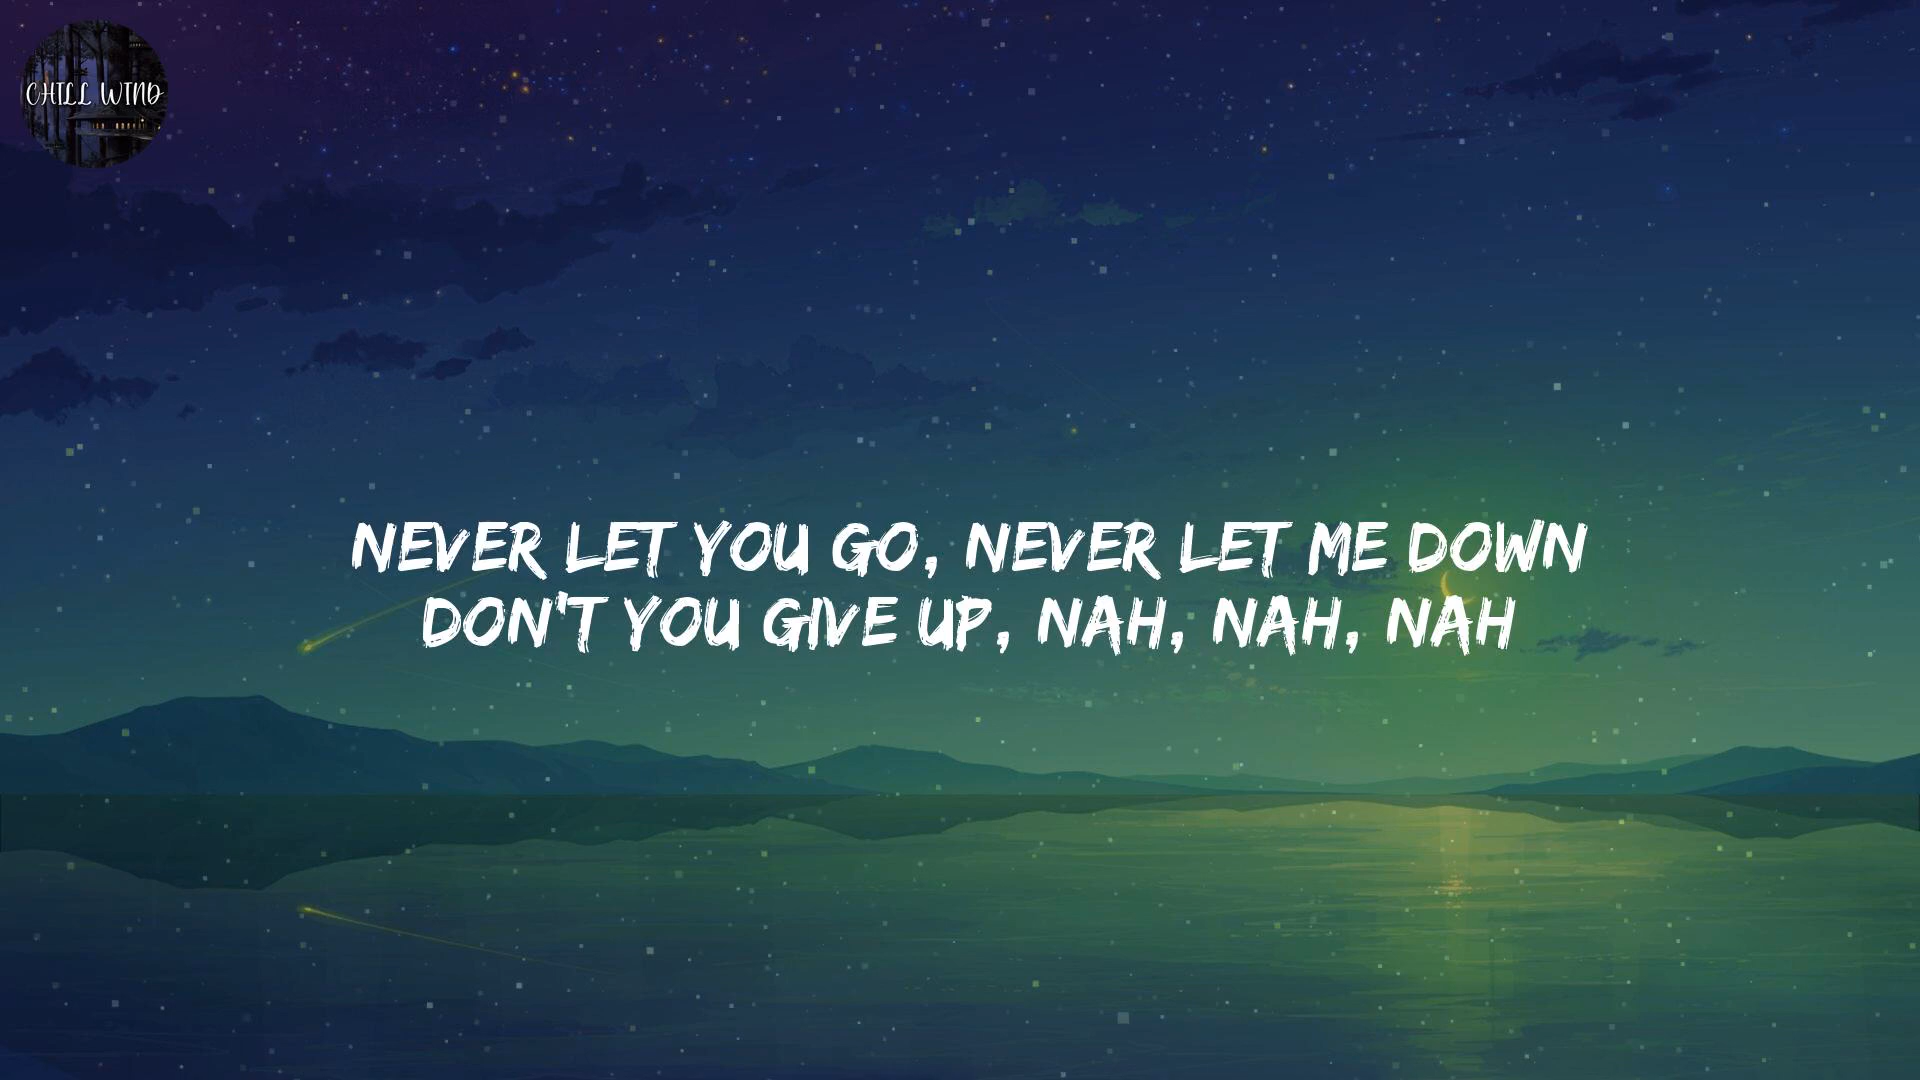 CHILL WIND
NEVER LET YOU GO, NEVER LET ME DOWN
DON'T YOU GIVE UP, NAH, NAH, NAH